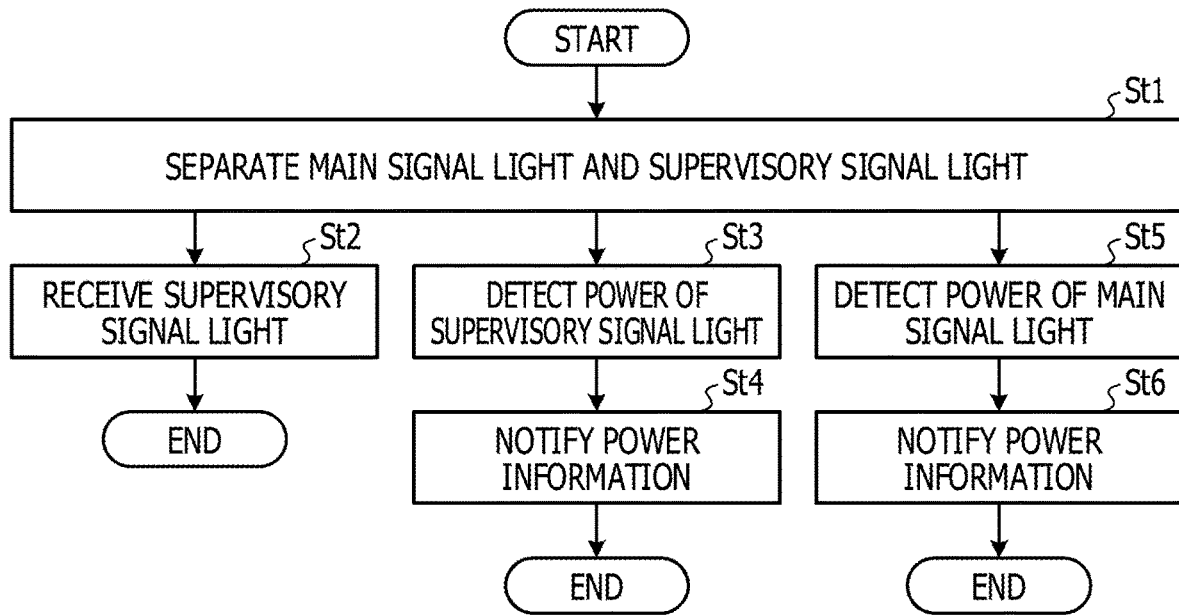 START
St1
SEPARATE MAIN SIGNAL LIGHT AND SUPERVISORY SIGNAL LIGHT
St2
RECEIVE SUPERVISORY
SIGNAL LIGHT
END
St3
DETECT POWER OF
SUPERVISORY SIGNAL LIGHT
St4
NOTIFY POWER
INFORMATION
END
St5
DETECT POWER OF MAIN
SIGNAL LIGHT
St6
NOTIFY POWER
INFORMATION
END